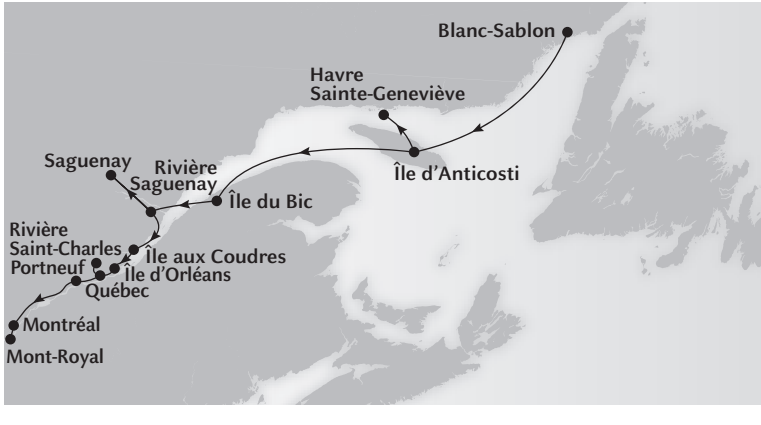 Blanc-Sablon
Havre
Sainte-Geneviève
Île d'Anticosti
Saguenay
Rivière
Saguenay
Île du Bic
Rivière
Saint-Charles
Île aux Coudres
Portneuf
Île d'Orléans
Québec
Montréal
Mont-Royal